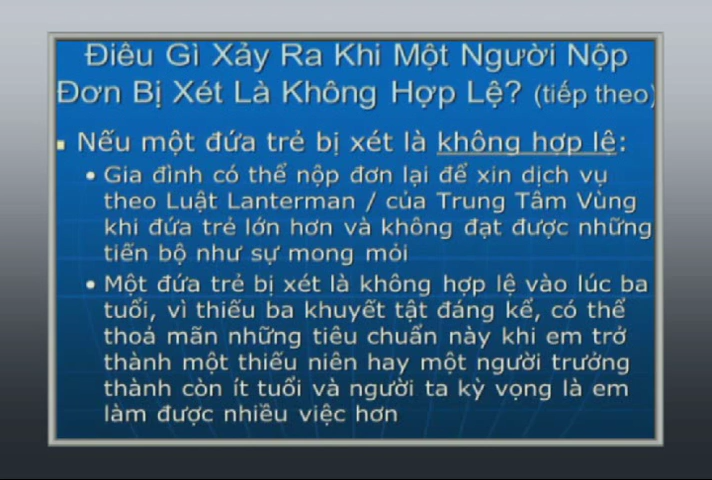 Điều Gì Xảy Ra Khi Một Người Nộp
Đơn Bị Xét Là Không Hợp Lệ? (tiếp theo)
▪ Nếu một đứa trẻ bị xét là không hợp lệ:
• Gia đình có thể nộp đơn lại để xin dịch vụ
theo Luật Lanterman / của Trung Tâm Vùng
khi đứa trẻ lớn hơn và không đạt được những
tiến bộ như sự mong mỏi
• Một đứa trẻ bị xét là không hợp lệ vào lúc ba
tuổi, vì thiếu ba khuyết tật đáng kể, có thể
thoả mãn những tiêu chuẩn này khi em trở
thành một thiếu niên hay một người trưởng
thành còn ít tuổi và người ta kỳ vọng là em
làm được nhiều việc hơn